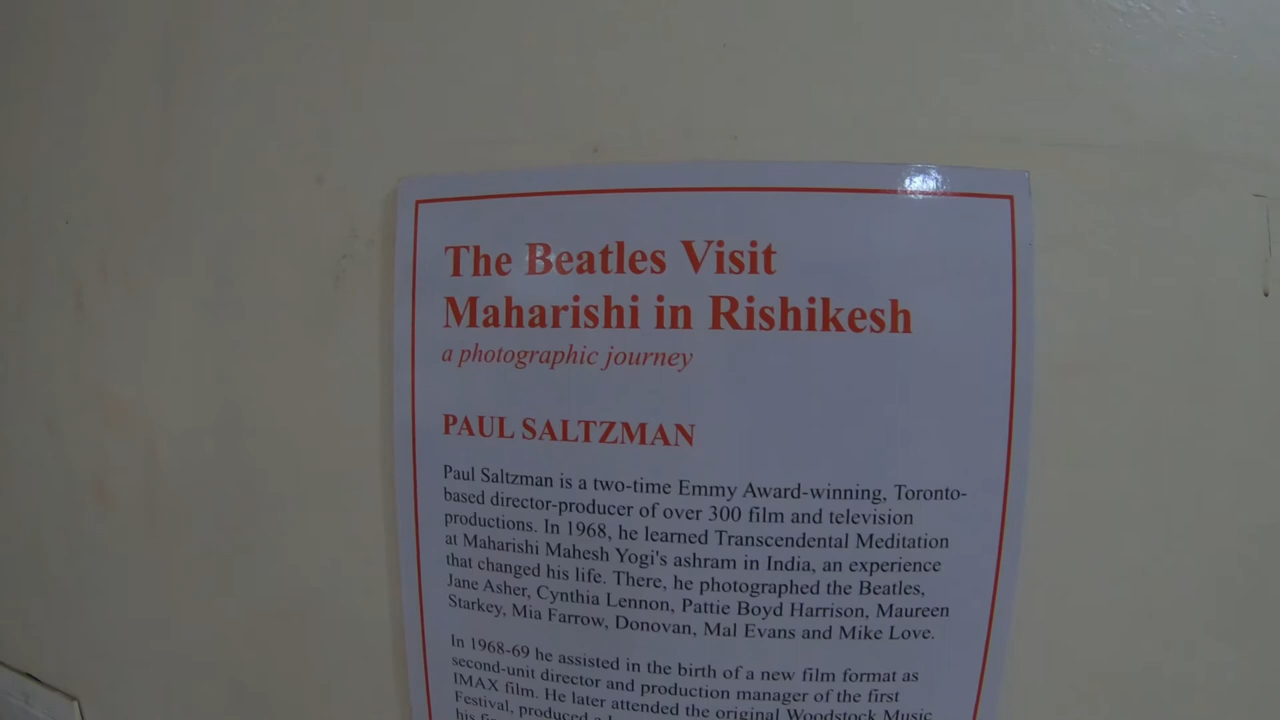 The Beatles Visit
Maharishi in Rishikesh
a photographic journey
PAUL SALTZMAN
Paul Saltzman is a two-time Emmy Award-winning, Toronto-
based director-producer of over 300 film and television
productions. In 1968, he learned Transcendental Meditation
at Maharishi Mahesh Yogi's ashram in India, an experience
that changed his life. There, he photographed the Beatles,
Jane Asher, Cynthia Lennon, Pattie Boyd Harrison, Maureen
Starkey, Mia Farrow, Donovan, Mal Evans and Mike Love.
In 1968-69 he assisted in the birth of a new film format as
second-unit director and production manager of the first
IMAX film. He later attended the original Woodstock Music
Festival, produced